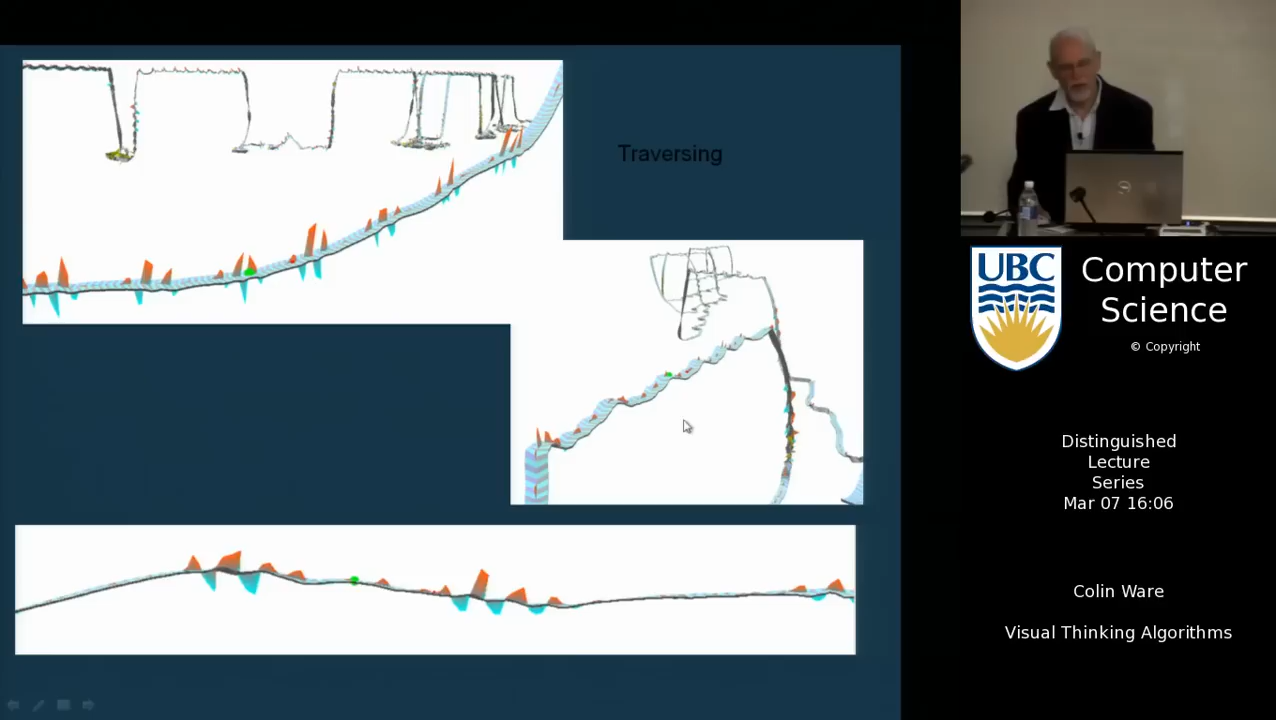 Traversing
UBC
Computer
Science
© Copyright
Distinguished
Lecture
Series
Mar 07 16:06
Colin Ware
Visual Thinking Algorithms